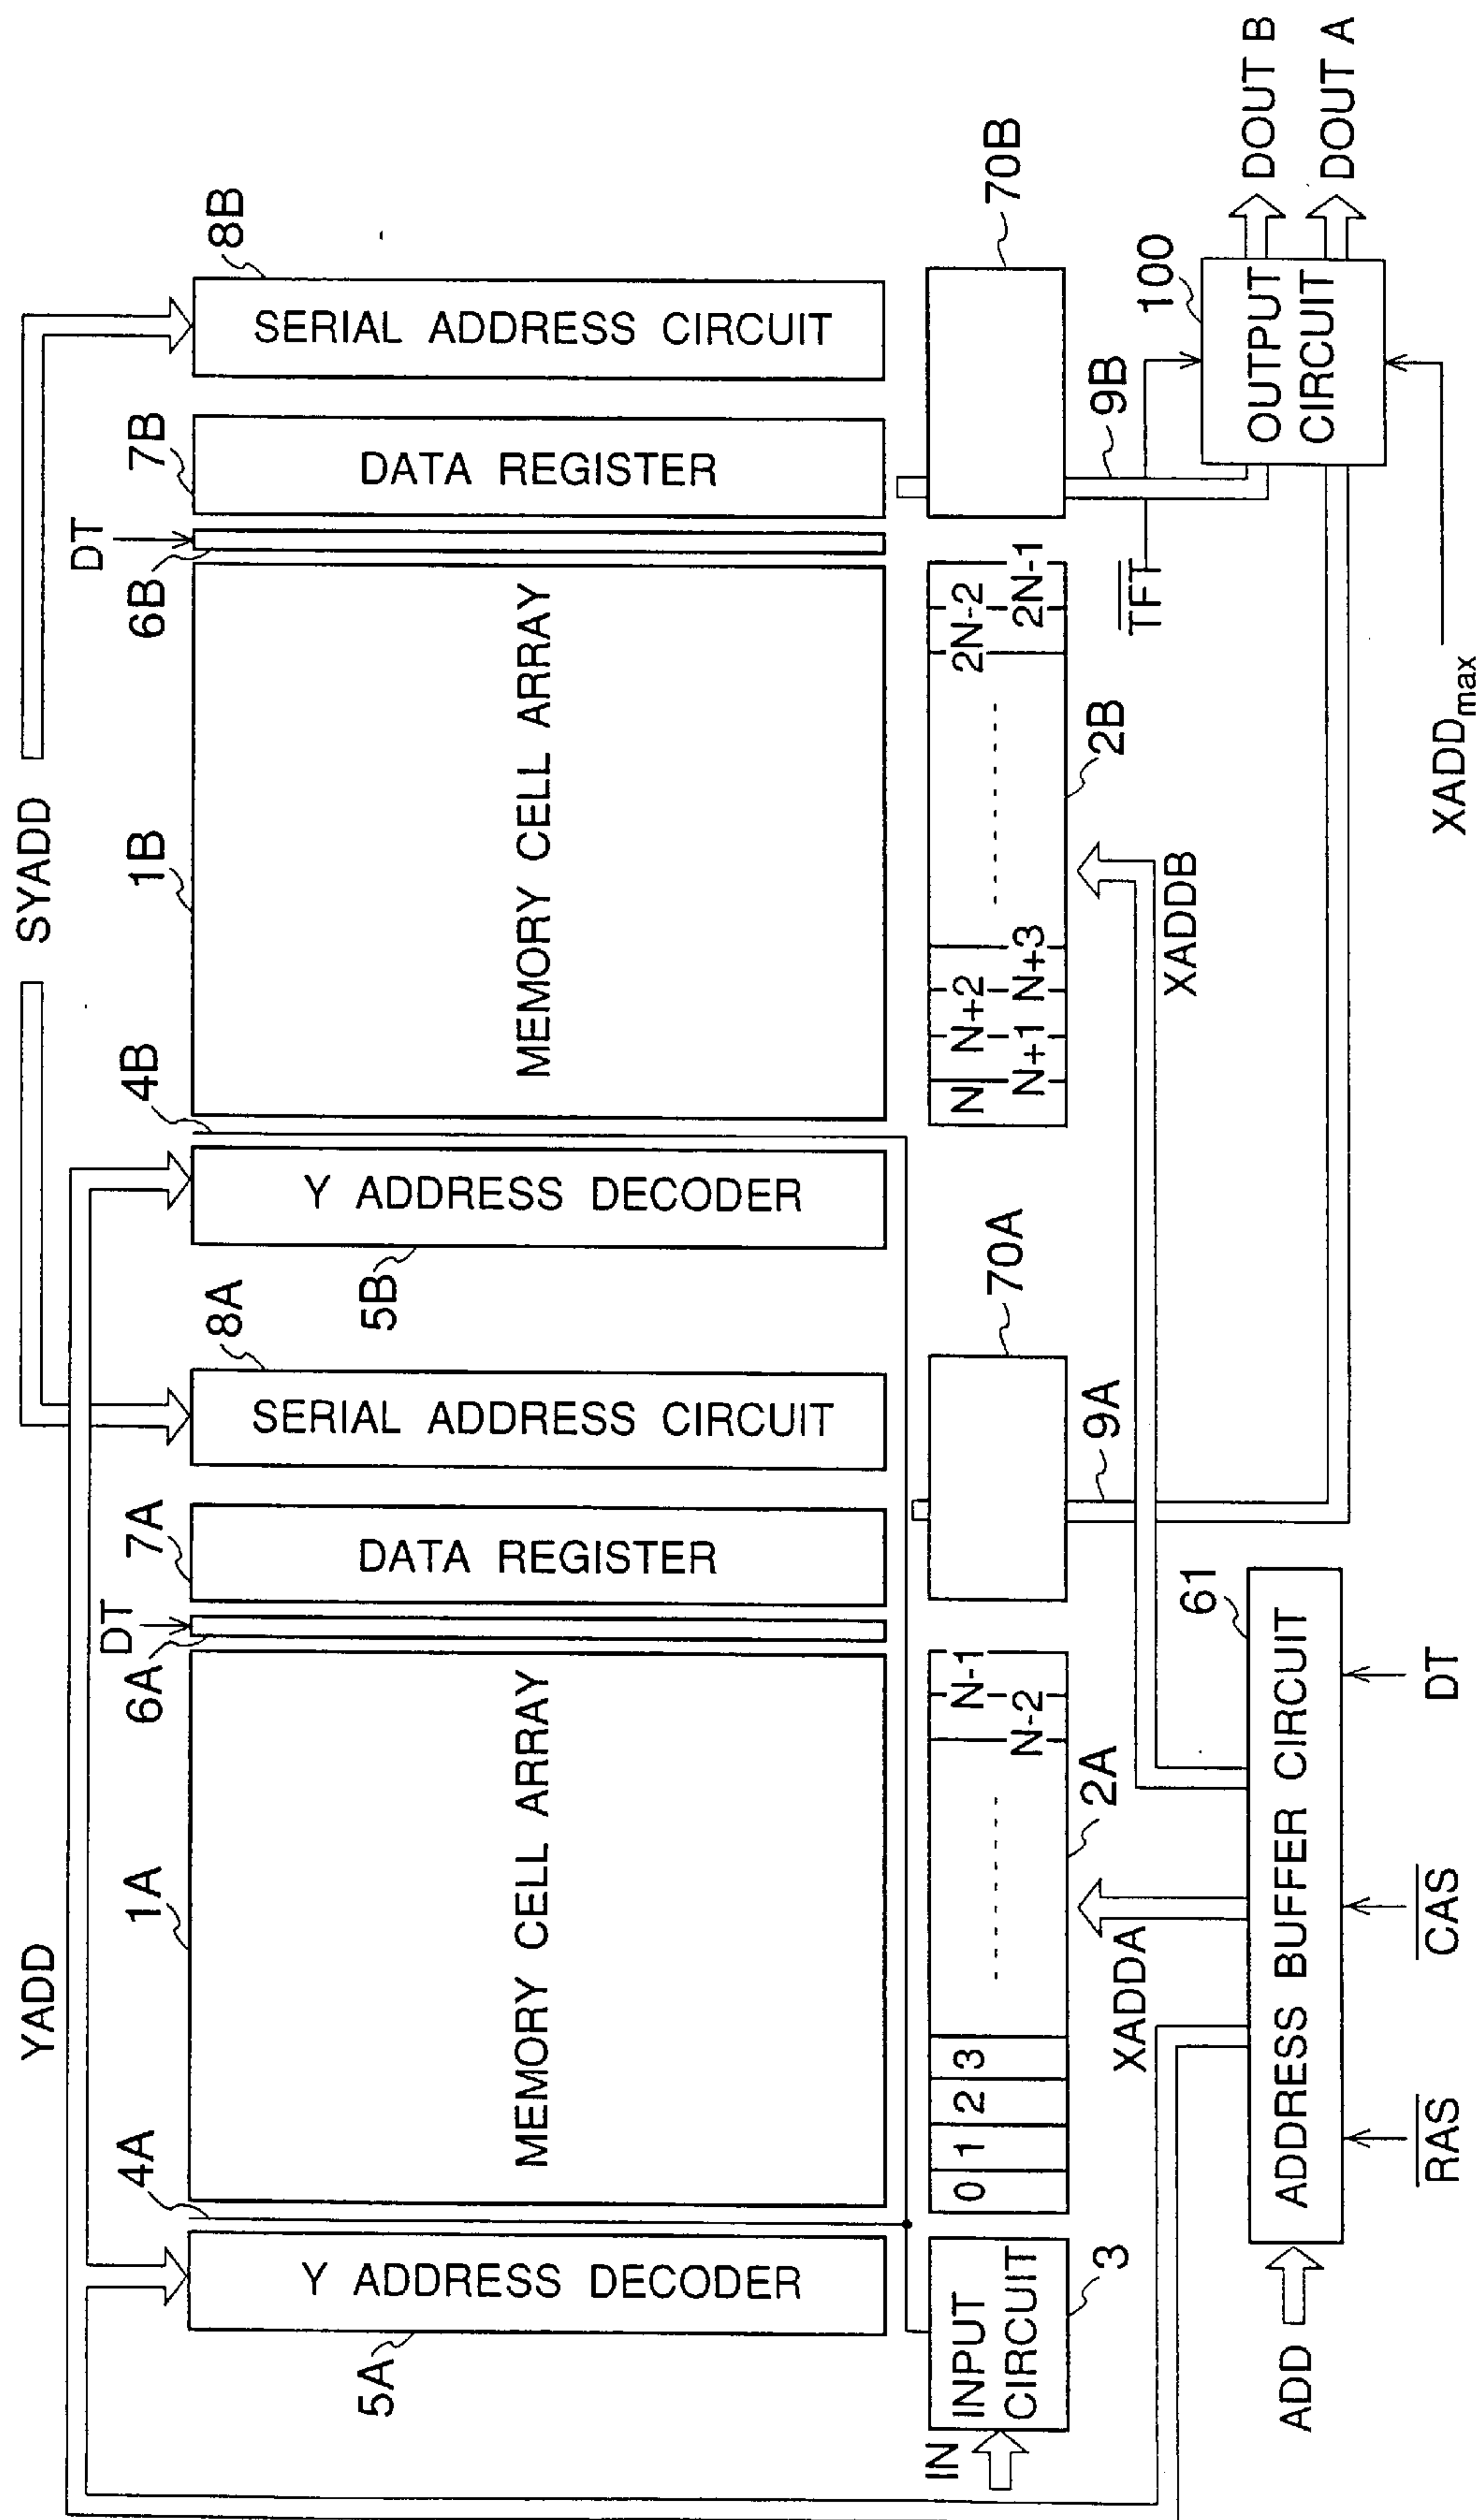 YADD
SYADD
4A
1A
6A
DT
7A
8A
4B
1B
6B
DT
7B
8B
Y ADDRESS DECODER
MEMORY CELL ARRAY
DATA REGISTER
SERIAL ADDRESS CIRCUIT
Y ADDRESS DECODER
MEMORY CELL ARRAY
DATA REGISTER
SERIAL ADDRESS CIRCUIT
5A
5B
IN
INPUT
CIRCUIT
3
0
1
2
3
N-2
N-1
2A
70A
N
N+1
N+2
N+3
2N-2
2N-1
2B
70B
XADDA
9A
XADDB
TFT
9B
100
ADD
ADDRESS BUFFER CIRCUIT
61
OUTPUT
CIRCUIT
DOUT B
DOUT A
RAS
CAS
DT
XADDmax